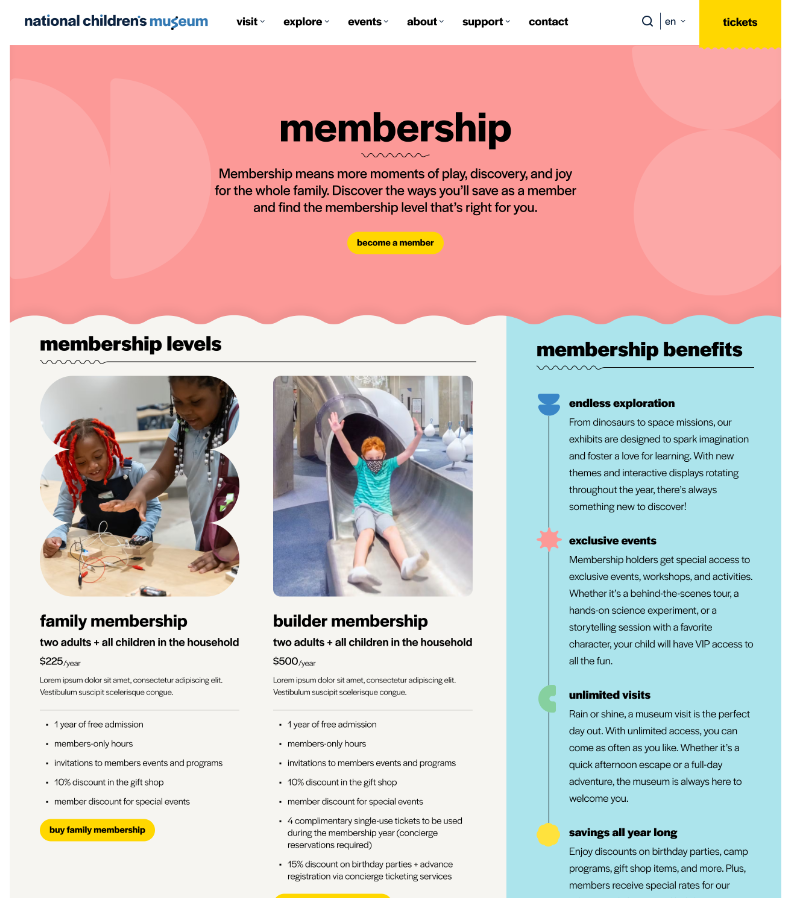 national children's museum
visit
explore
events
about
support
contact
en
tickets
membership
Membership means more moments of play, discovery, and joy
for the whole family. Discover the ways you'll save as a member
and find the membership level that's right for you.
become a member
membership levels
family membership
two adults + all children in the household
$225/year
Lorem ipsum dolor sit amet, consectetur adipiscing elit.
Vestibulum suscipit scelerisque congue.
• 1 year of free admission
• members-only hours
• invitations to members events and programs
• 10% discount in the gift shop
• member discount for special events
buy family membership
builder membership
two adults + all children in the household
$500/year
Lorem ipsum dolor sit amet, consectetur adipiscing elit.
Vestibulum suscipit scelerisque congue.
• 1 year of free admission
• members-only hours
• invitations to members events and programs
• 10% discount in the gift shop
• member discount for special events
• 4 complimentary single-use tickets to be used
during the membership year (concierge
reservations required)
• 15% discount on birthday parties + advance
registration via concierge ticketing services
membership benefits
endless exploration
From dinosaurs to space missions, our
exhibits are designed to spark imagination
and foster a love for learning. With new
themes and interactive displays rotating
throughout the year, there's always
something new to discover!
exclusive events
Membership holders get special access to
exclusive events, workshops, and activities.
Whether it's a behind-the-scenes tour, a
hands-on science experiment, or a
storytelling session with a favorite
character, your child will have VIP access to
all the fun.
unlimited visits
Rain or shine, a museum visit is the perfect
day out. With unlimited access, you can
come as often as you like. Whether it's a
quick afternoon escape or a full-day
adventure, the museum is always here to
welcome you.
savings all year long
Enjoy discounts on birthday parties, camp
programs, gift shop items, and more. Plus,
members receive special rates for our